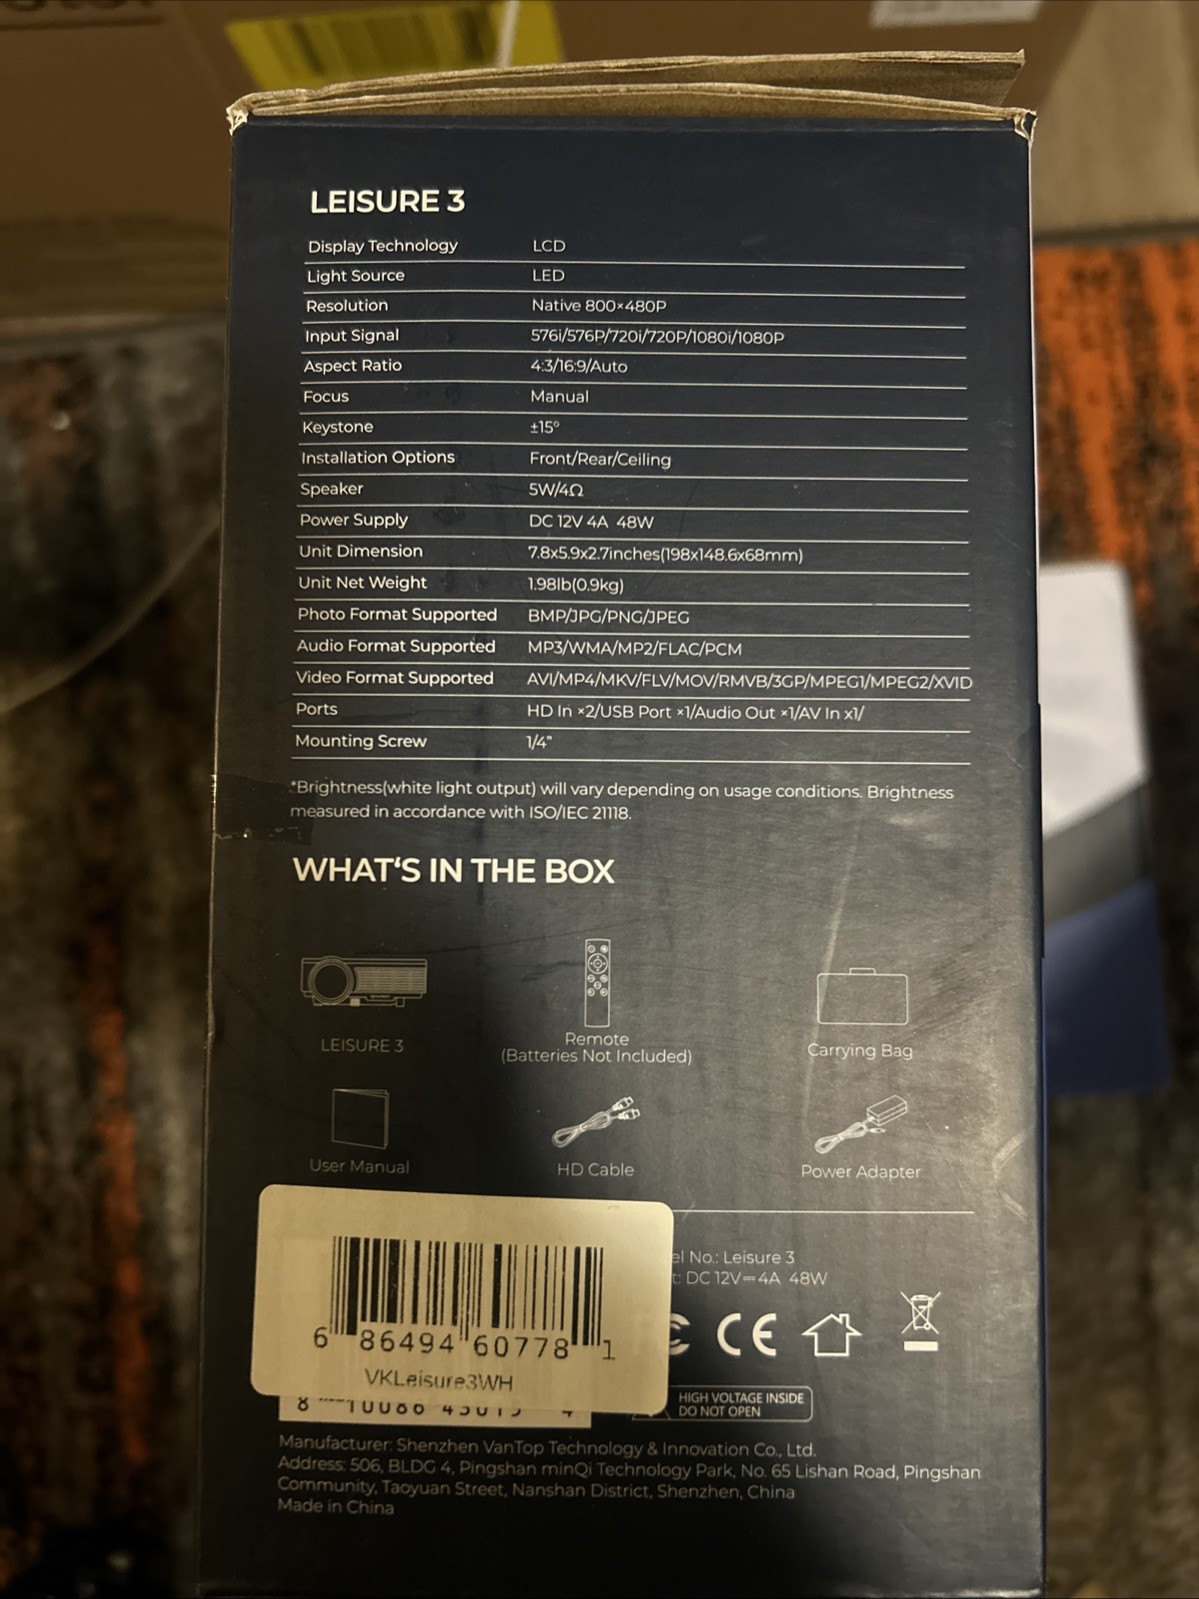 LEISURE 3
Display Technology LCD
Light Source LED
Resolution Native 800×480P
Input Signal 576i/576P/720i/720P/1080i/1080P
Aspect Ratio 4:3/16:9/Auto
Focus Manual
Keystone ±15°
Installation Options Front/Rear/Ceiling
Speaker 5W/4Ω
Power Supply DC 12V 4A 48W
Unit Dimension 7.8x5.9x2.7inches(198x148.6x68mm)
Unit Net Weight 1.98lb(0.9kg)
Photo Format Supported BMP/JPG/PNG/JPEG
Audio Format Supported MP3/WMA/MP2/FLAC/PCM
Video Format Supported AVI/MP4/MKV/FLV/MOV/RMVB/3GP/MPEG1/MPEG2/XVID
Ports HD In ×2/USB Port ×1/Audio Out ×1/AV In x1/
Mounting Screw 1/4"
*Brightness(white light output) will vary depending on usage conditions. Brightness
measured in accordance with ISO/IEC 21118.
WHAT‘S IN THE BOX
LEISURE 3
Remote
(Batteries Not Included)
Carrying Bag
User Manual
HD Cable
Power Adapter
el No.: Leisure 3
t: DC 12V⎓4A 48W
CE
6 86494 60778 1
VKLeisure3WH
HIGH VOLTAGE INSIDE
DO NOT OPEN
Manufacturer: Shenzhen VanTop Technology & Innovation Co., Ltd.
Address: 506, BLDG 4, Pingshan minQi Technology Park, No. 65 Lishan Road, Pingshan
Community, Taoyuan Street, Nanshan District, Shenzhen, China
Made in China